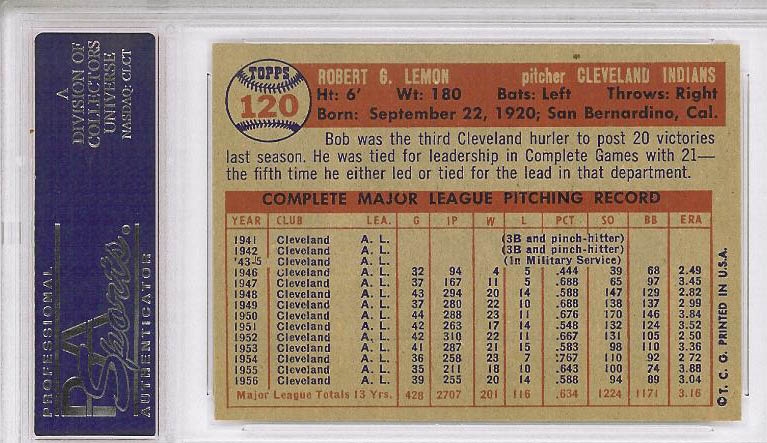 A
DIVISION OF
COLLECTORS
UNIVERSE
NASDAQ: CLCT
PROFESSIONAL
PSA
Sports.
AUTHENTICATOR
TOPPS
120
ROBERT G. LEMON pitcher CLEVELAND INDIANS
Ht: 6' Wt: 180 Bats: Left Throws: Right
Born: September 22, 1920; San Bernardino, Cal.
Bob was the third Cleveland hurler to post 20 victories
last season. He was tied for leadership in Complete Games with 21—
the fifth time he either led or tied for the lead in that department.
COMPLETE MAJOR LEAGUE PITCHING RECORD
YEAR CLUB LEA. G IP W L PCT SO BB ERA
1941 Cleveland A. L. (3B and pinch-hitter)
1942 Cleveland A. L. (3B and pinch-hitter)
'43-5 Cleveland A. L. (In Military Service)
1946 Cleveland A. L. 32 94 4 5 .444 39 68 2.49
1947 Cleveland A. L. 37 167 11 5 .688 65 97 3.45
1948 Cleveland A. L. 43 294 20 14 .588 147 129 2.82
1949 Cleveland A. L. 37 280 22 10 .688 138 137 2.99
1950 Cleveland A. L. 44 288 23 11 .676 170 146 3.84
1951 Cleveland A. L. 42 263 17 14 .548 132 124 3.52
1952 Cleveland A. L. 42 310 22 11 .667 131 105 2.50
1953 Cleveland A. L. 41 287 21 15 .583 98 110 3.36
1954 Cleveland A. L. 36 258 23 7 .767 110 92 2.72
1955 Cleveland A. L. 35 211 18 10 .643 100 74 3.88
1956 Cleveland A. L. 39 255 20 14 .588 94 89 3.04
Major League Totals 13 Yrs. 428 2707 201 116 .634 1224 1171 3.16
© T. C. G. PRINTED IN U.S.A.